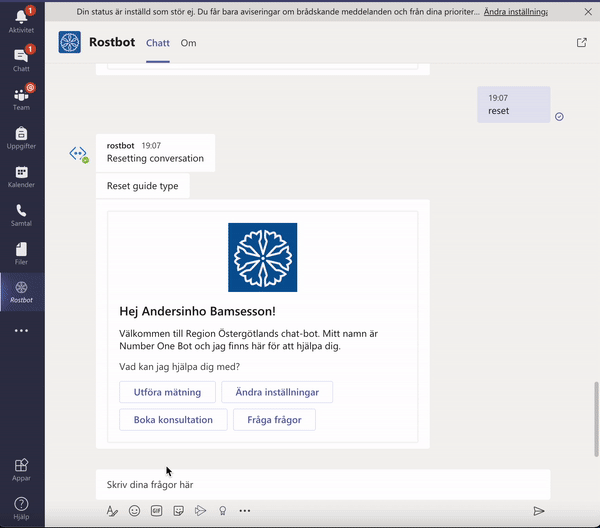 Din status är inställd som stör ej. Du får bara aviseringar om brådskande meddelanden och från dina prioriter... Ändra inställning:
1
Aktivitet
1
Chatt
@
Team
Uppgifter
Kalender
Samtal
Filer
Rostbot
Appar
Hjälp
Rostbot Chatt Om
19:07
reset
rostbot 19:07
Resetting conversation
Reset guide type
Hej Andersinho Bamsesson!
Välkommen till Region Östergötlands chat-bot. Mitt namn är
Number One Bot och jag finns här för att hjälpa dig.
Vad kan jag hjälpa dig med?
Utföra mätning Ändra inställningar
Boka konsultation Fråga frågor
Skriv dina frågor här
GIF